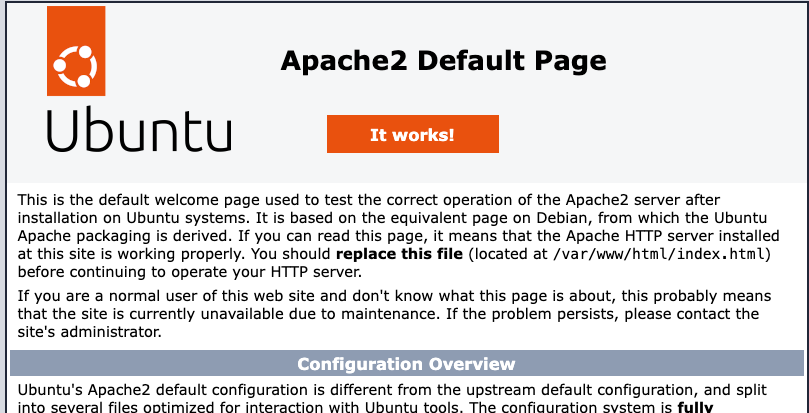 Apache2 Default Page
Ubuntu
It works!
This is the default welcome page used to test the correct operation of the Apache2 server after
installation on Ubuntu systems. It is based on the equivalent page on Debian, from which the Ubuntu
Apache packaging is derived. If you can read this page, it means that the Apache HTTP server installed
at this site is working properly. You should replace this file (located at /var/www/html/index.html)
before continuing to operate your HTTP server.
If you are a normal user of this web site and don't know what this page is about, this probably means
that the site is currently unavailable due to maintenance. If the problem persists, please contact the
site's administrator.
Configuration Overview
Ubuntu's Apache2 default configuration is different from the upstream default configuration, and split
into several files optimized for interaction with Ubuntu tools. The configuration system is fully